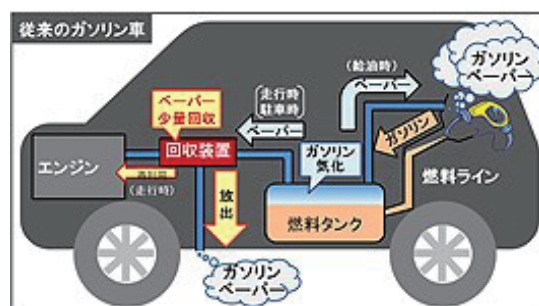 従来のガソリン車
ガソリン
ベーパー
(給油時)
ベーパー
走行時
駐車時
ベーパー
ベーパー
少量回収
ガソリン
エンジン
回収装置
ガソリン
気化
燃料ライン
(走行時)
放出
燃料タンク
ガソリン
ベーパー